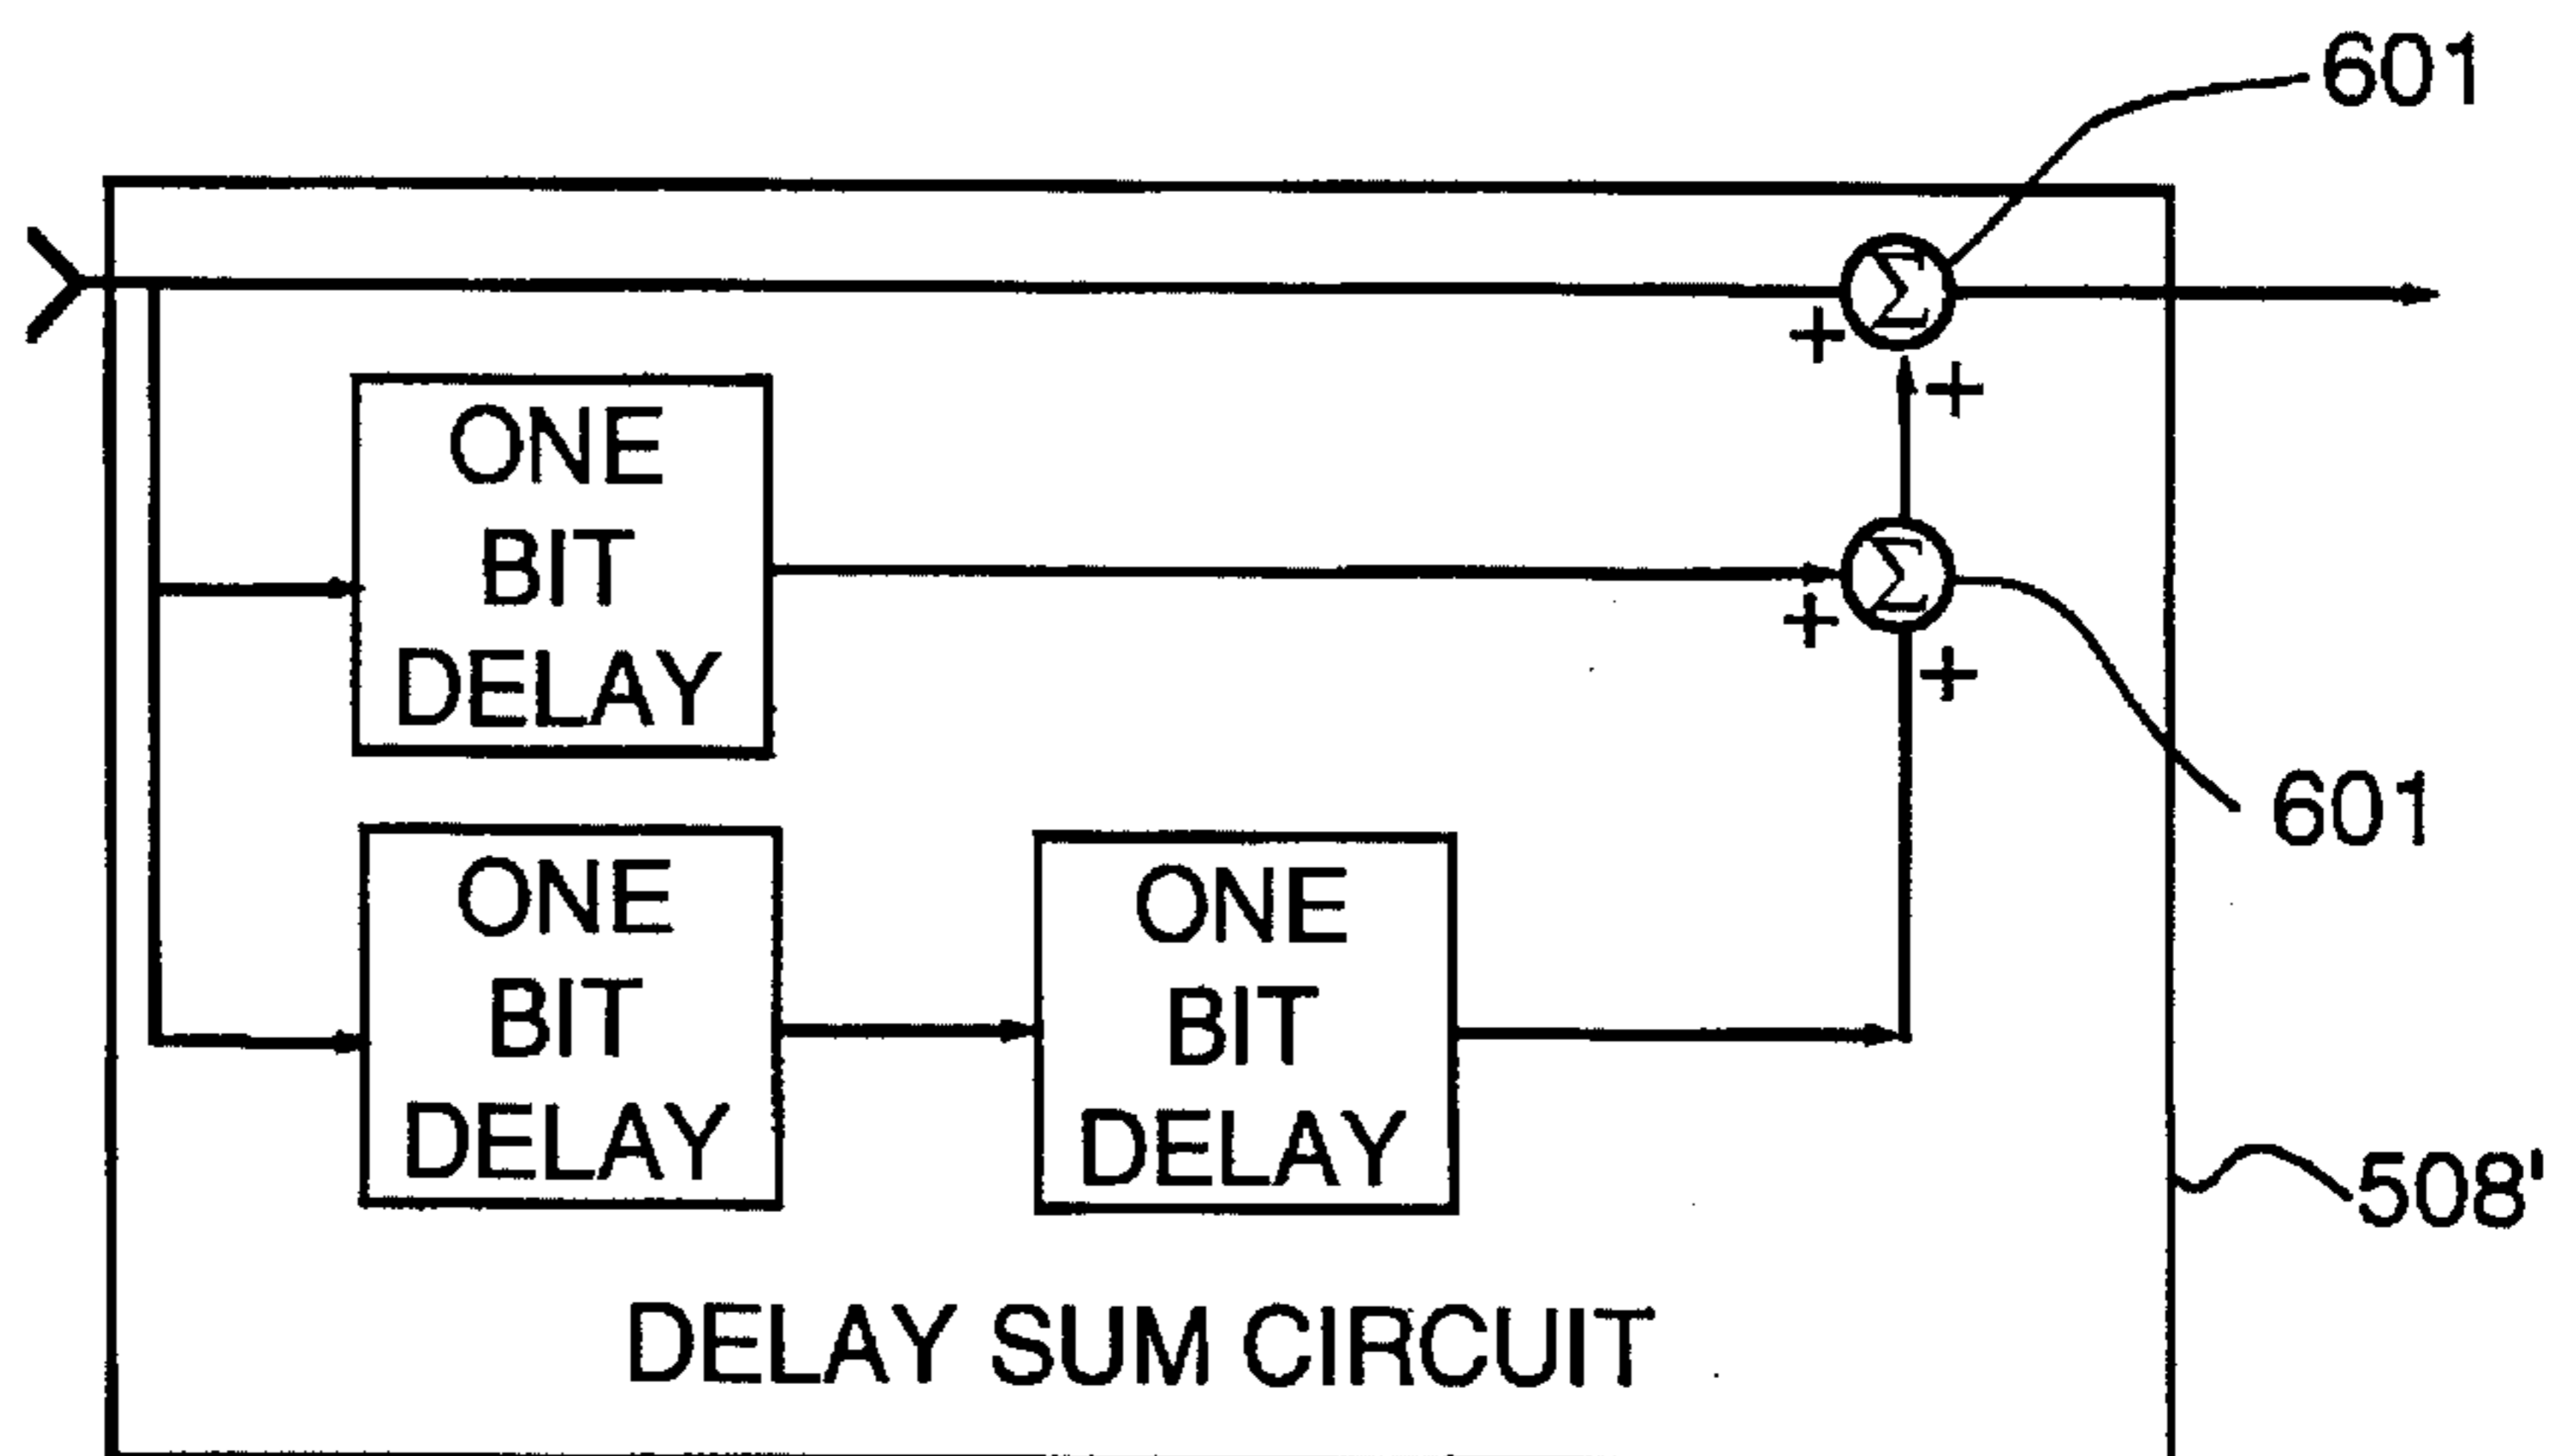 601
Σ
+
+
ONE
BIT
DELAY
Σ
+
+
601
ONE
BIT
DELAY
ONE
BIT
DELAY
508'
DELAY SUM CIRCUIT